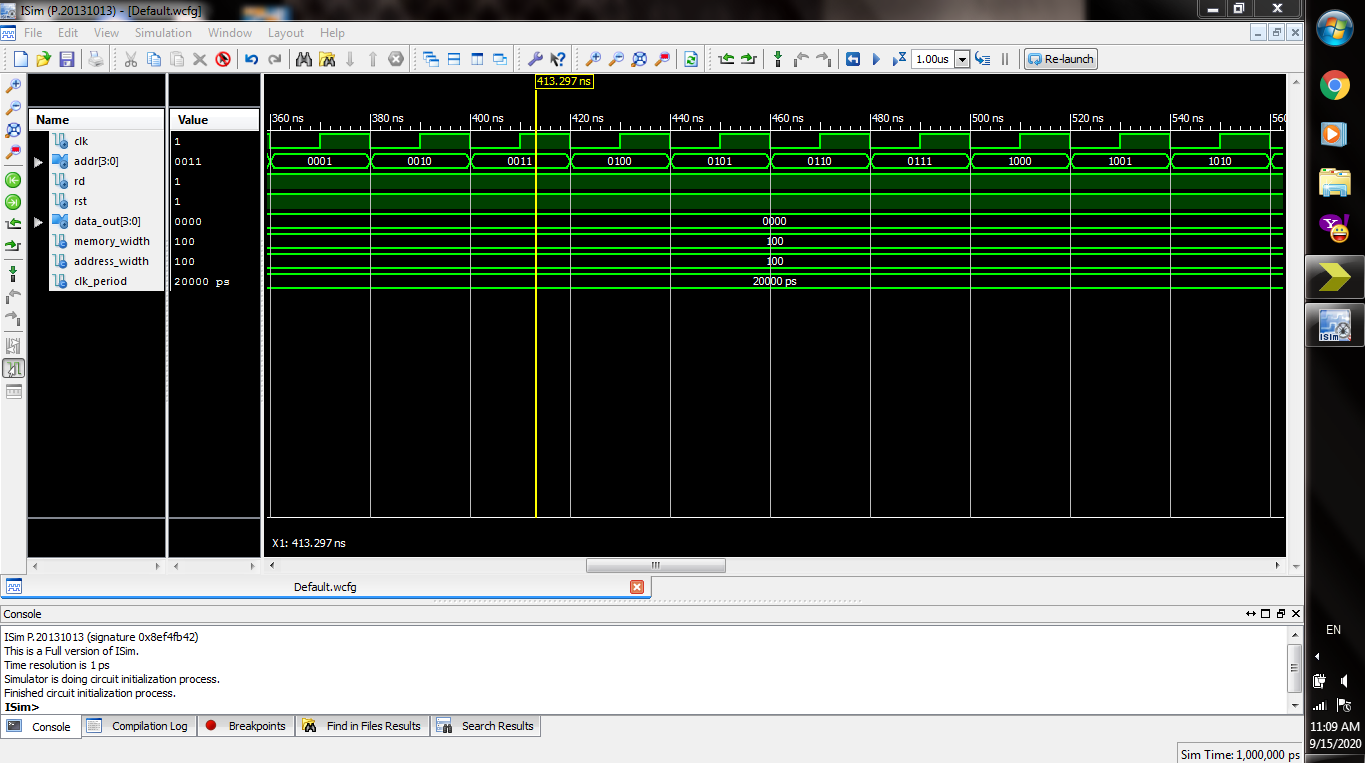 ISim (P.20131013) - [Default.wcfg]
File Edit View Simulation Window Layout Help
1.00us Re-launch
413.297 ns
360 ns 380 ns 400 ns 420 ns 440 ns 460 ns 480 ns 500 ns 520 ns 540 ns 560
Name Value
clk 1
addr[3:0] 0011 0001 0010 0011 0100 0101 0110 0111 1000 1001 1010
rd 1
rst 1
data_out[3:0] 0000 0000
memory_width 100 100
address_width 100 100
clk_period 20000 ps 20000 ps
X1: 413.297 ns
Default.wcfg
Console
ISim P.20131013 (signature 0x8ef4fb42)
This is a Full version of ISim.
Time resolution is 1 ps
Simulator is doing circuit initialization process.
Finished circuit initialization process.
ISim>
Console Compilation Log Breakpoints Find in Files Results Search Results
Sim Time: 1,000,000 ps
ISim
EN
11:09 AM
9/15/2020